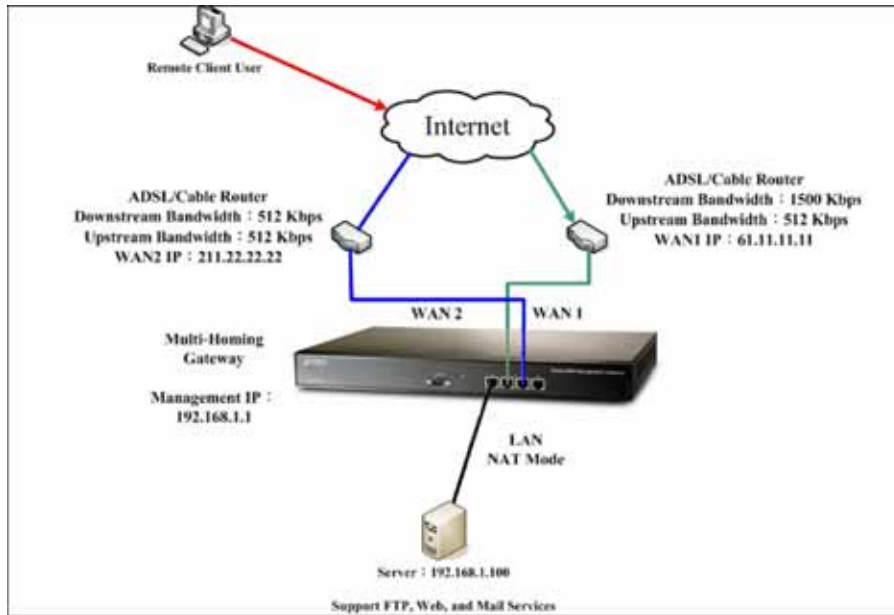 Remote Client User
Internet
ADSL/Cable Router
Downstream Bandwidth：512 Kbps
Upstream Bandwidth：512 Kbps
WAN2 IP：211.22.22.22
ADSL/Cable Router
Downstream Bandwidth：1500 Kbps
Upstream Bandwidth：512 Kbps
WAN1 IP：61.11.11.11
WAN 2
WAN 1
Multi-Homing
Gateway
Management IP：
192.168.1.1
LAN
NAT Mode
Server：192.168.1.100
Support FTP, Web, and Mail Services